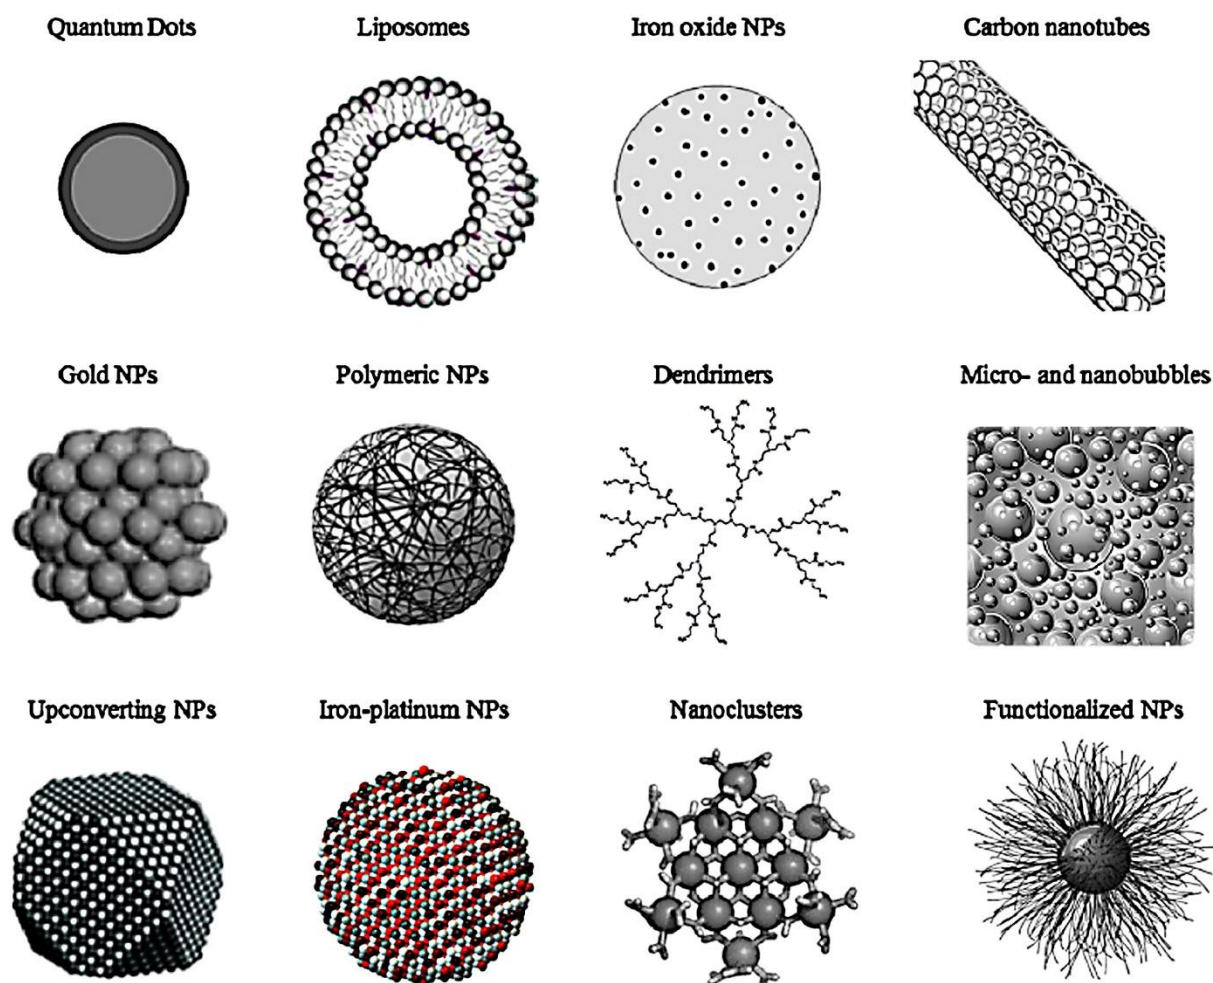 Quantum Dots
Liposomes
Iron oxide NPs
Carbon nanotubes
Gold NPs
Polymeric NPs
Dendrimers
Micro- and nanobubbles
Upconverting NPs
Iron-platinum NPs
Nanoclusters
Functionalized NPs